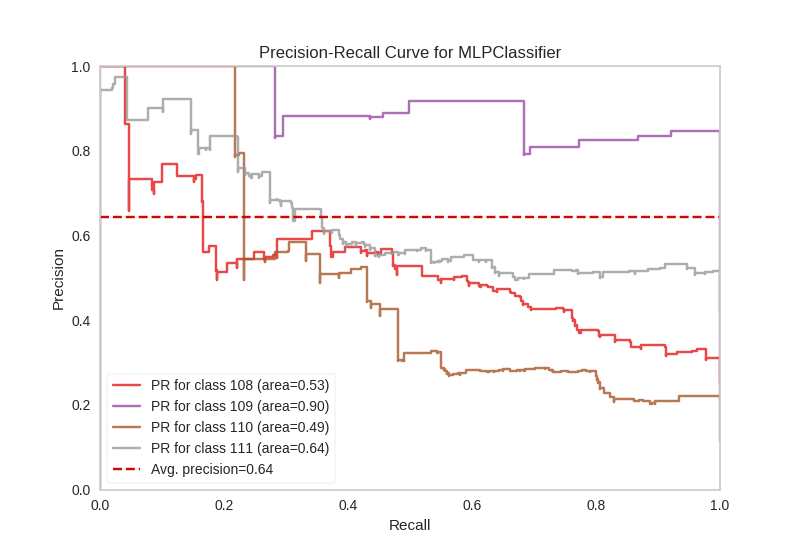 Precision-Recall Curve for MLPClassifier
1.0
0.8
0.6
0.4
0.2
0.0
Precision
PR for class 108 (area=0.53)
PR for class 109 (area=0.90)
PR for class 110 (area=0.49)
PR for class 111 (area=0.64)
Avg. precision=0.64
0.0 0.2 0.4 0.6 0.8 1.0
Recall